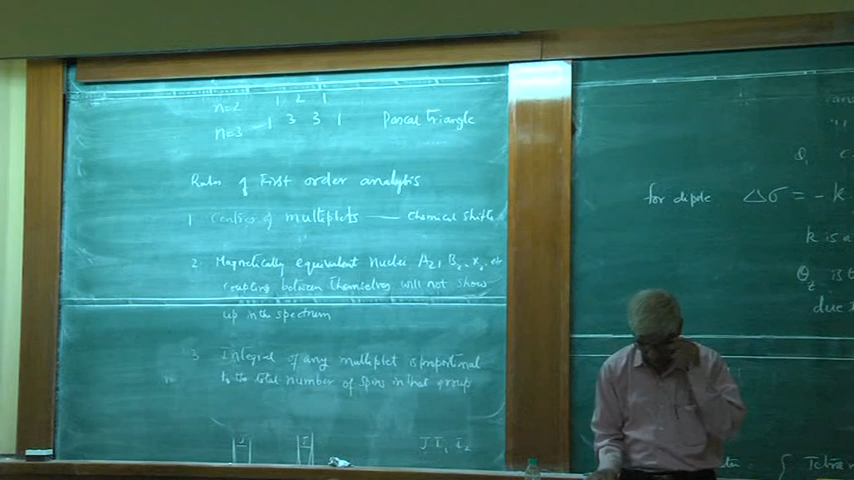 n=2 1 2 1
n=3 1 3 3 1 Pascal Triangle
Rules of First order analysis
1 Centres of multiplets — Chemical shifts
2 Magnetically equivalent nuclei A2, B2, X2, etc
coupling between themselves will not show
up in the spectrum
3 Integral of any multiplet is proportional
to the total number of spins in that group
J J
J I1, I2
for dipole Δσ = - k
k is a
θ
due